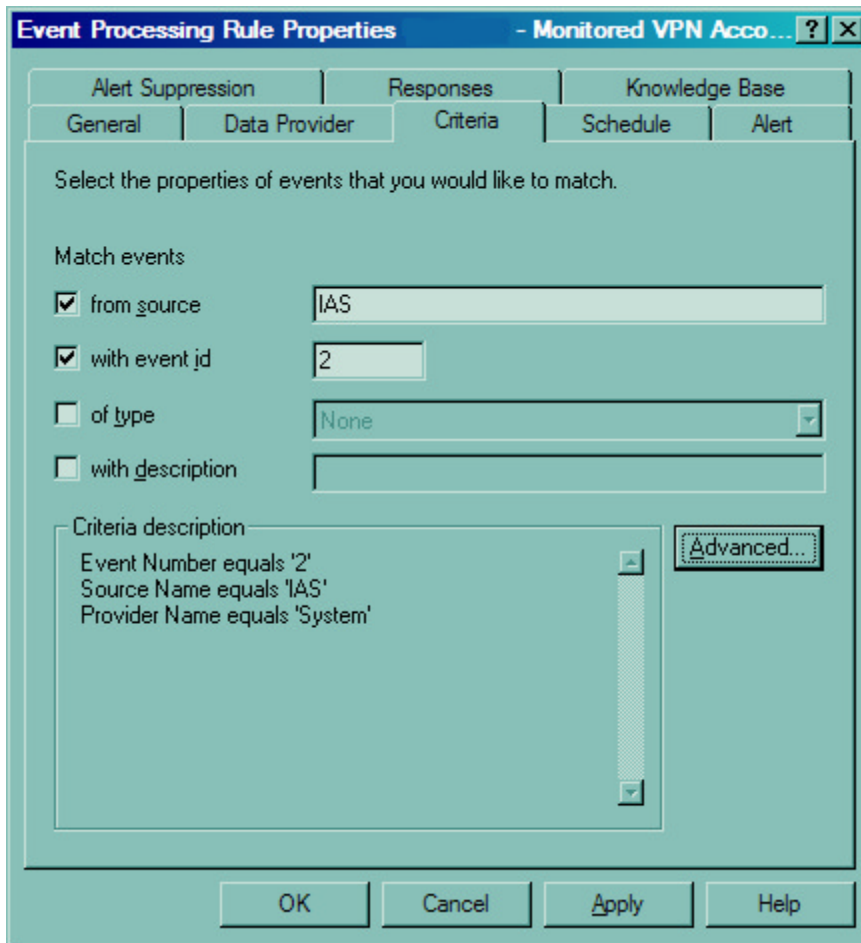 Event Processing Rule Properties - Monitored VPN Acco... ? X
Alert Suppression Responses Knowledge Base
General Data Provider Criteria Schedule Alert
Select the properties of events that you would like to match.
Match events
from source IAS
with event id 2
of type None
with description
Criteria description
Advanced...
Event Number equals '2'
Source Name equals 'IAS'
Provider Name equals 'System'
OK Cancel Apply Help